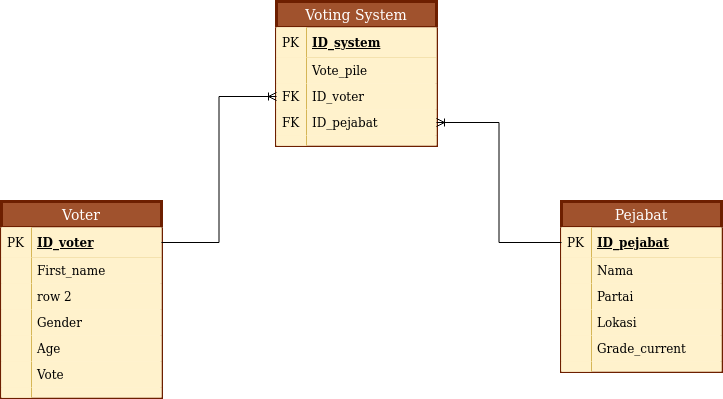 Voting System
PK ID_system
Vote_pile
FK ID_voter
FK ID_pejabat
Voter
PK ID_voter
First_name
row 2
Gender
Age
Vote
Pejabat
PK ID_pejabat
Nama
Partai
Lokasi
Grade_current